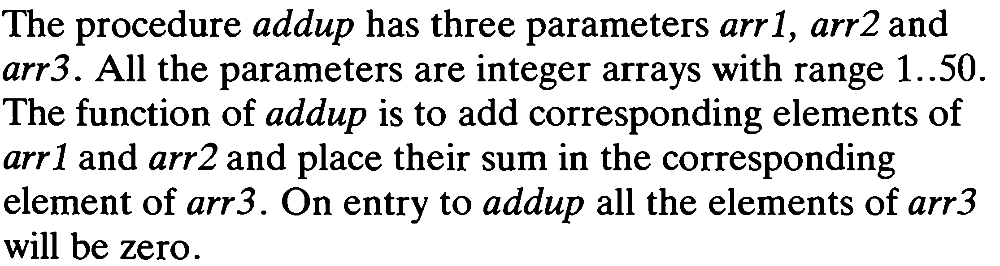 The procedure addup has three parameters arr1, arr2 and
arr3. All the parameters are integer arrays with range 1..50.
The function of addup is to add corresponding elements of
arr1 and arr2 and place their sum in the corresponding
element of arr3. On entry to addup all the elements of arr3
will be zero.